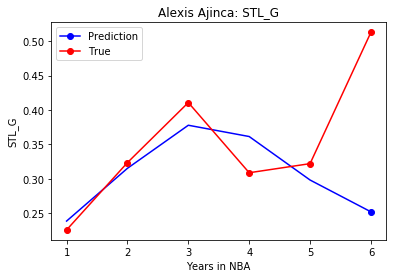 Alexis Ajinca: STL_G
Prediction
True
STL_G
0.50
0.45
0.40
0.35
0.30
0.25
1 2 3 4 5 6
Years in NBA